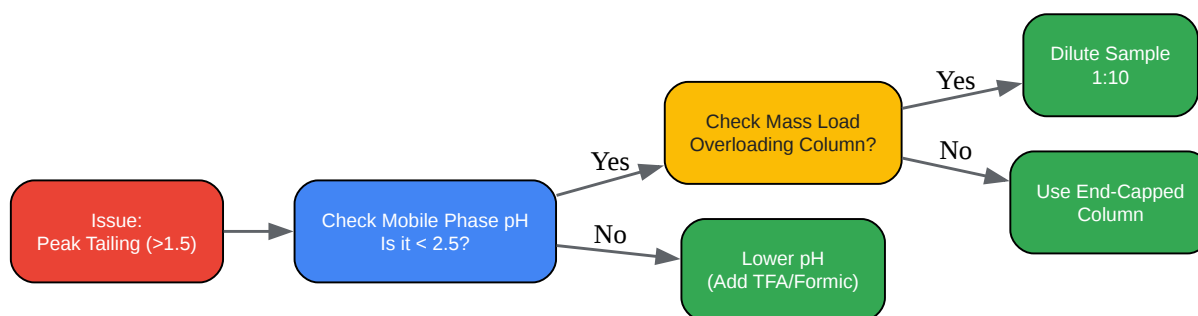 Issue:
Peak Tailing (>1.5)
Check Mobile Phase pH
Is it < 2.5?
Yes
No
Check Mass Load
Overloading Column?
Lower pH
(Add TFA/Formic)
Yes
No
Dilute Sample
1:10
Use End-Capped
Column